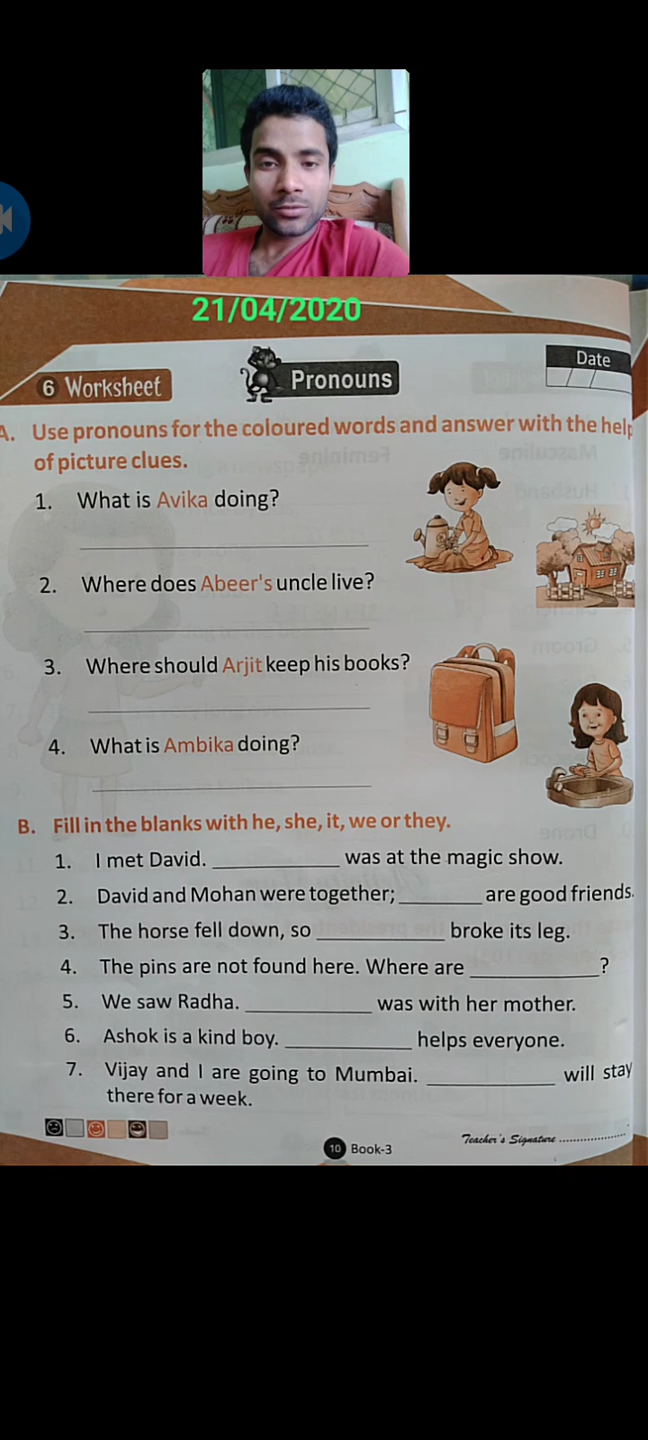 21/04/2020
6 Worksheet
Pronouns
Date
A. Use pronouns for the coloured words and answer with the help
of picture clues.
1. What is Avika doing?
2. Where does Abeer's uncle live?
3. Where should Arjit keep his books?
4. What is Ambika doing?
B. Fill in the blanks with he, she, it, we or they.
1. I met David. ____________ was at the magic show.
2. David and Mohan were together; ________ are good friends.
3. The horse fell down, so ____________ broke its leg.
4. The pins are not found here. Where are ____________?
5. We saw Radha. ____________ was with her mother.
6. Ashok is a kind boy. ____________ helps everyone.
7. Vijay and I are going to Mumbai. ____________ will stay
there for a week.
10 Book-3
Teacher's Signature ....................